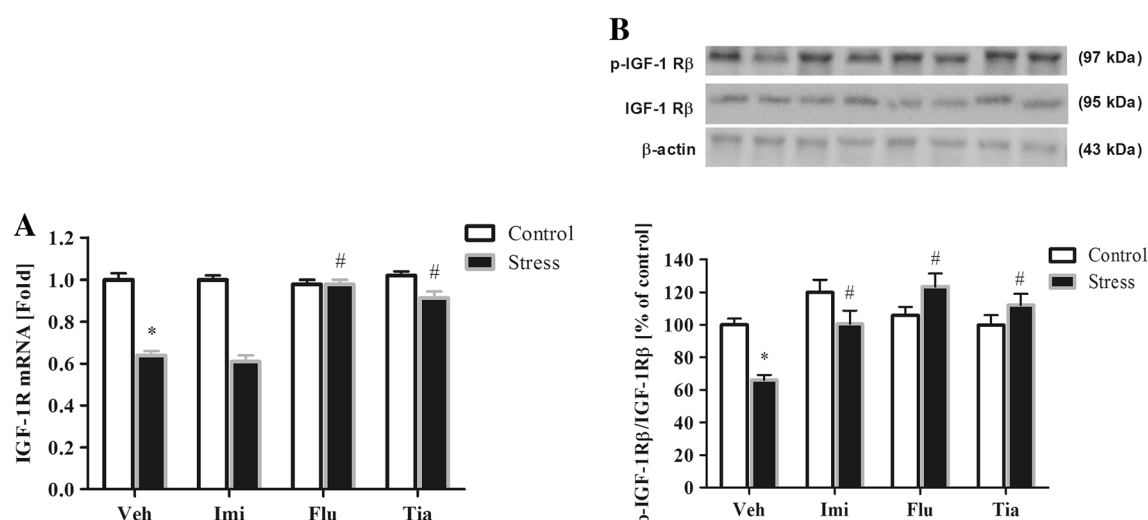 B
p-IGF-1 Rβ (97 kDa)
IGF-1 Rβ (95 kDa)
β-actin (43 kDa)
A
IGF-1R mRNA [Fold]
1.2
1.0
0.8
0.6
0.4
0.2
0.0
* # #
Veh Imi Flu Tia
Control
Stress
p-IGF-1Rβ/IGF-1Rβ [% of control]
140
120
100
80
60
40
20
0
* # # #
Veh Imi Flu Tia
Control
Stress